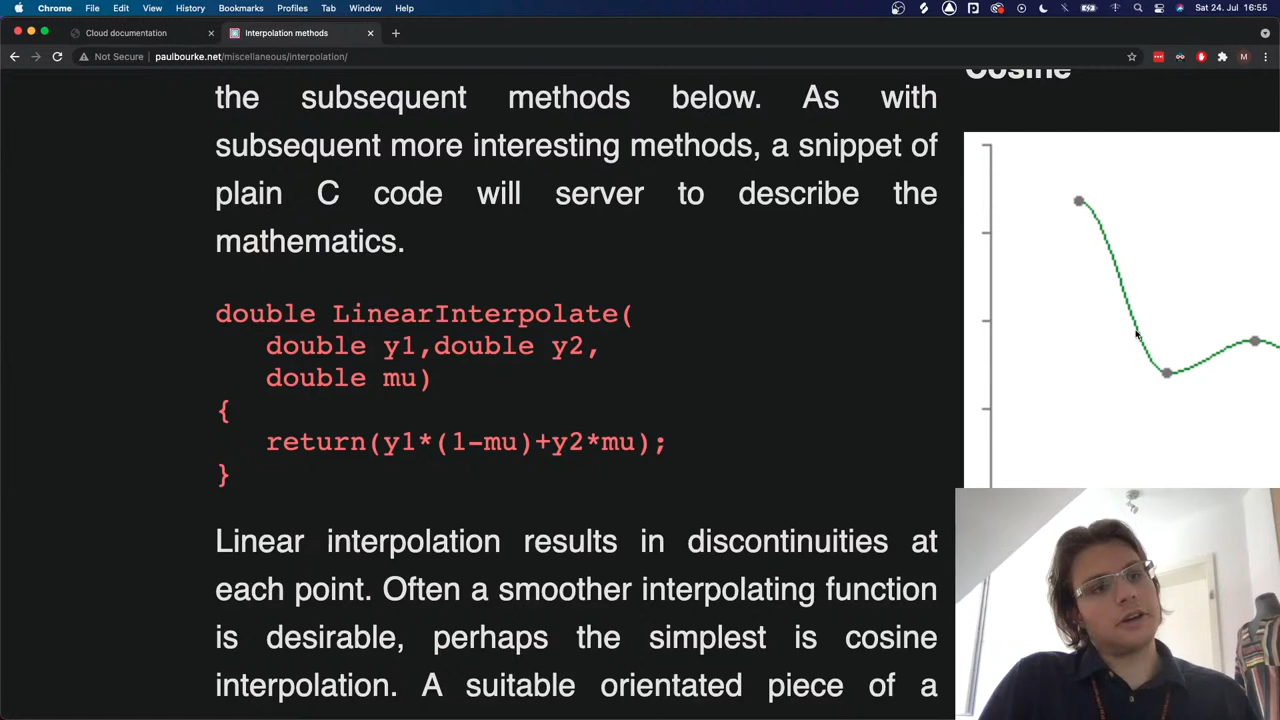 Chrome File Edit View History Bookmarks Profiles Tab Window Help Sat 24. Jul 16:55
Cloud documentation Interpolation methods
Not Secure paulbourke.net/miscellaneous/interpolation/ M
Cosine
the subsequent methods below. As with
subsequent more interesting methods, a snippet of
plain C code will server to describe the
mathematics.
double LinearInterpolate(
double y1,double y2,
double mu)
{
return(y1*(1-mu)+y2*mu);
}
Linear interpolation results in discontinuities at
each point. Often a smoother interpolating function
is desirable, perhaps the simplest is cosine
interpolation. A suitable orientated piece of a